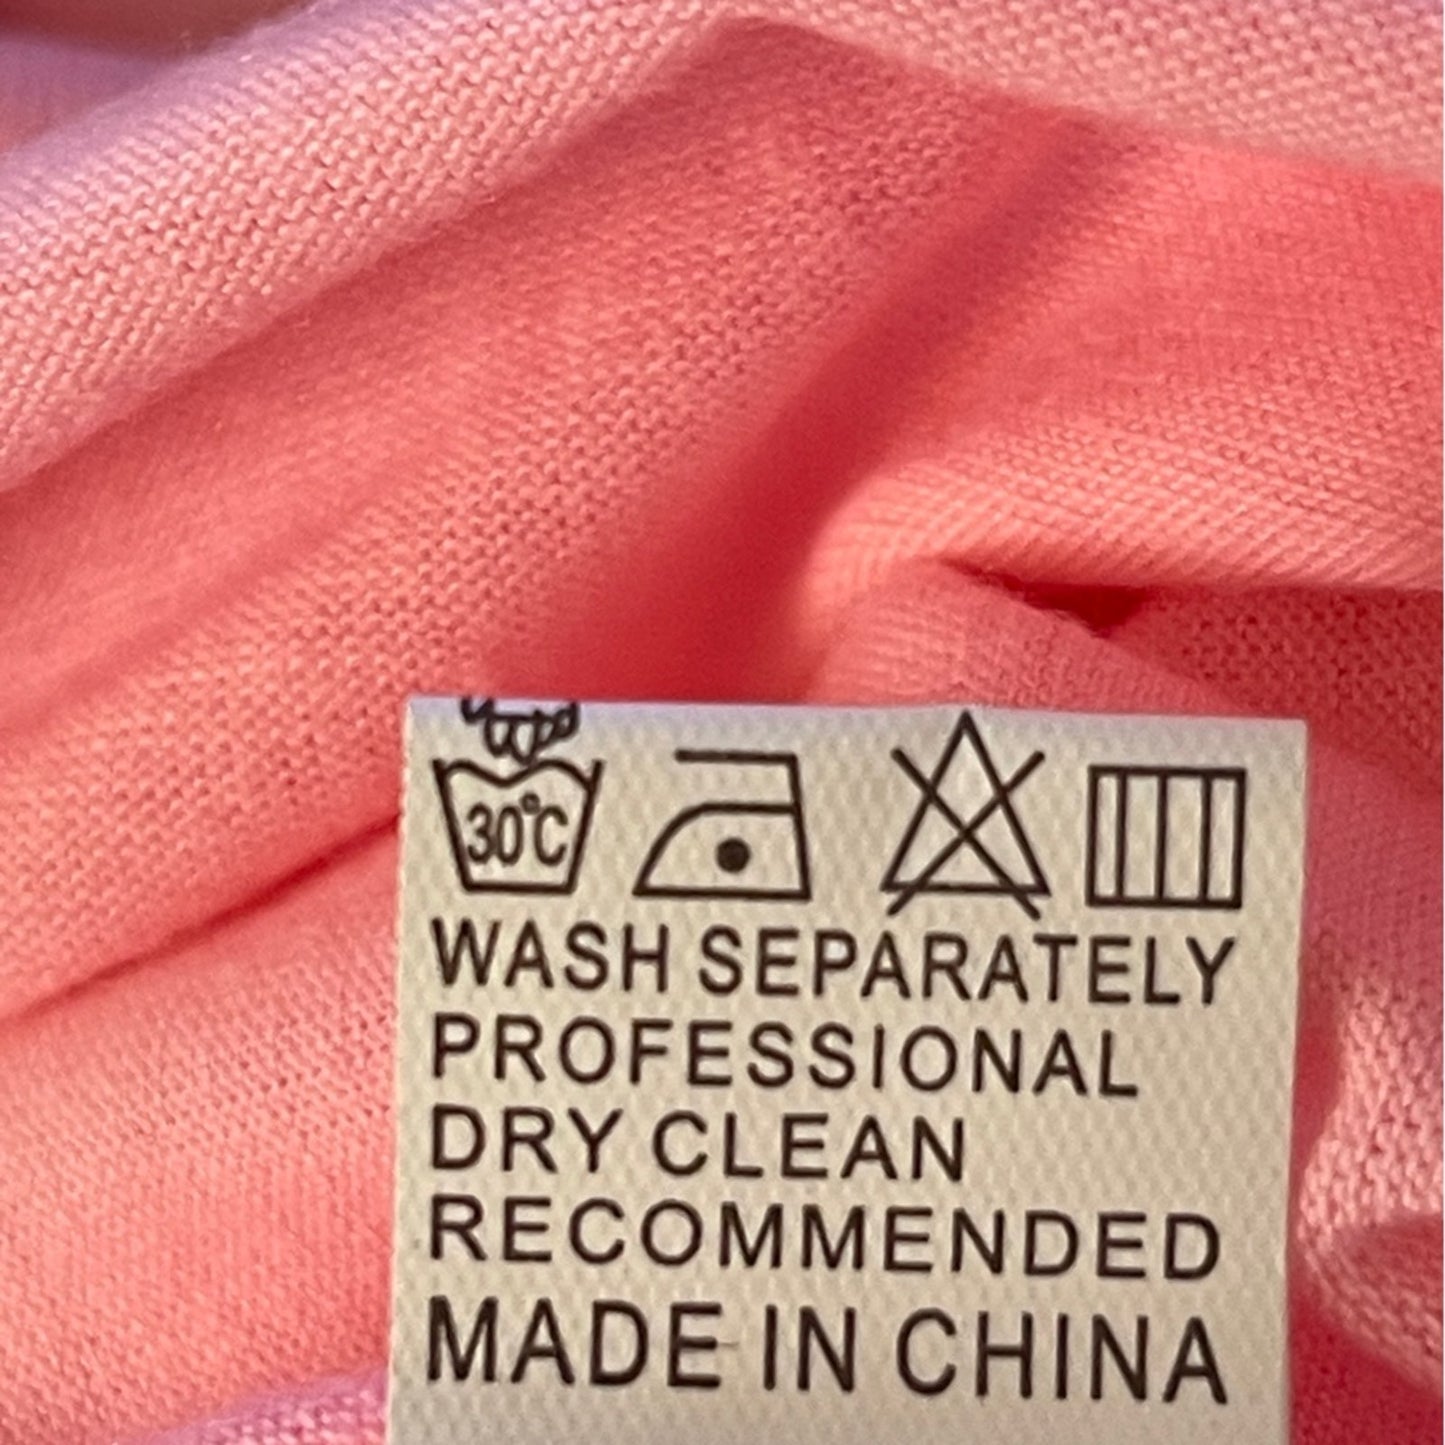 30°C
WASH SEPARATELY
PROFESSIONAL
DRY CLEAN
RECOMMENDED
MADE IN CHINA